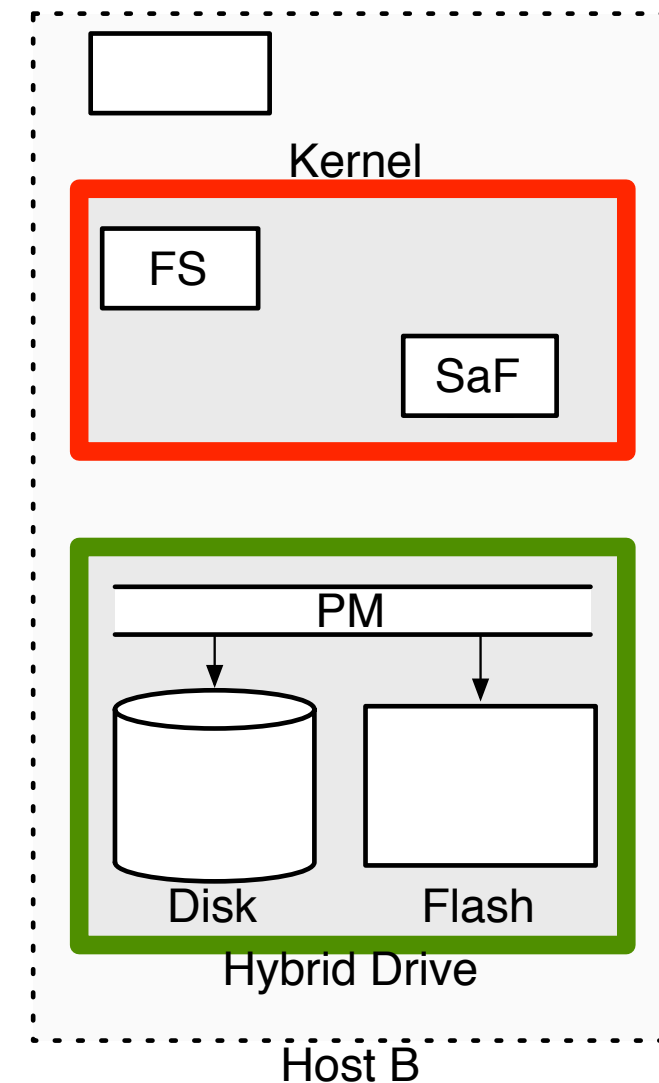 Kernel
FS
SaF
PM
Disk Flash
Hybrid Drive
Host B